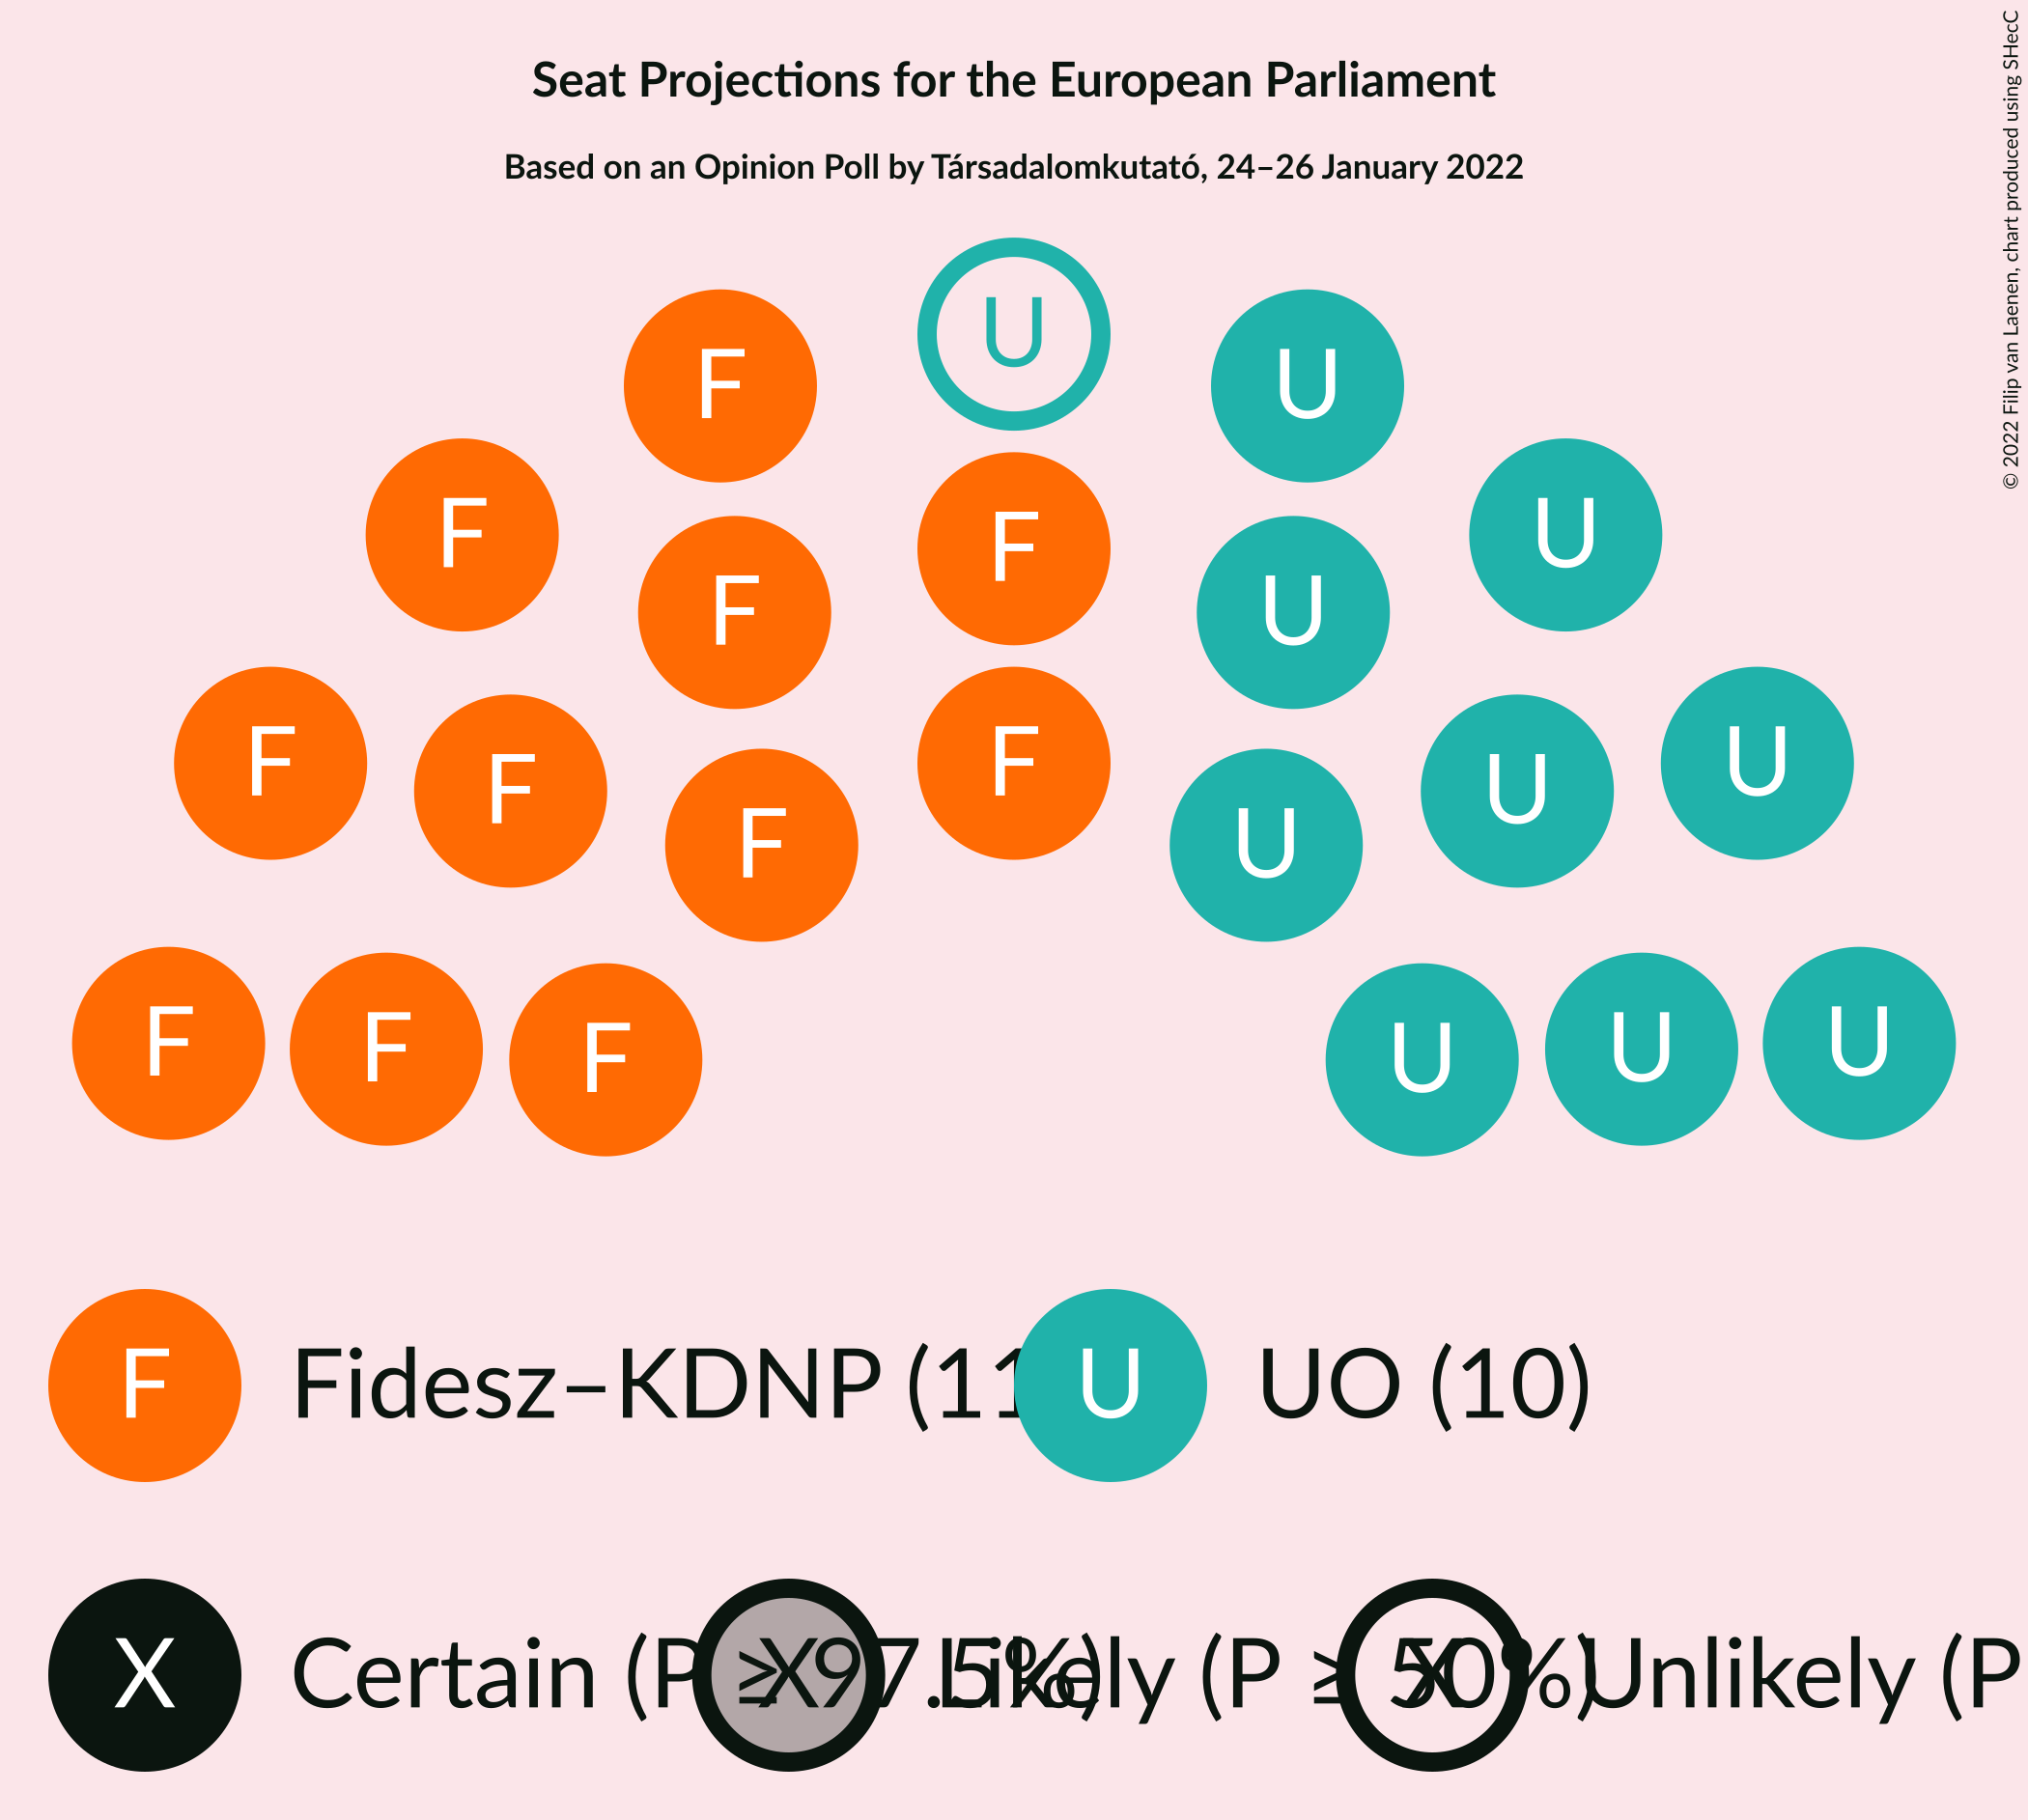 Seat Projections for the European Parliament
Based on an Opinion Poll by Társadalomkutató, 24–26 January 2022
© 2022 Filip van Laenen, chart produced using SHecC
U
F U
F U
F
F U
F F U
F U
F U
F U
F U
F U
F U
F Fidesz–KDNP (11 U UO (10)
X Certain (P ≥ 97.5%) X Likely (P ≥ 50%) X Unlikely (P